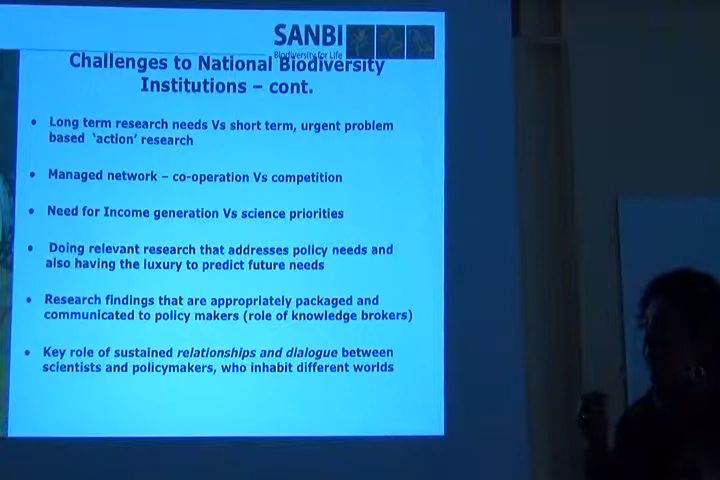 SANBI
Biodiversity for Life
Challenges to National Biodiversity
Institutions – cont.
• Long term research needs Vs short term, urgent problem
based ‘action’ research
• Managed network – co-operation Vs competition
• Need for Income generation Vs science priorities
• Doing relevant research that addresses policy needs and
also having the luxury to predict future needs
• Research findings that are appropriately packaged and
communicated to policy makers (role of knowledge brokers)
• Key role of sustained relationships and dialogue between
scientists and policymakers, who inhabit different worlds